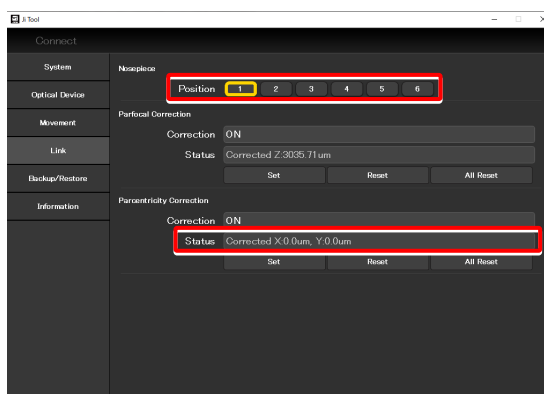 Ji Tool
Connect
System
Optical Device
Movement
Link
Backup/Restore
Information
Nosepiece
Position 1 2 3 4 5 6
Parfocal Correction
Correction ON
Status Corrected Z:3035.71um
Set Reset All Reset
Parcentricity Correction
Correction ON
Status Corrected X:0.0um, Y:0.0um
Set Reset All Reset